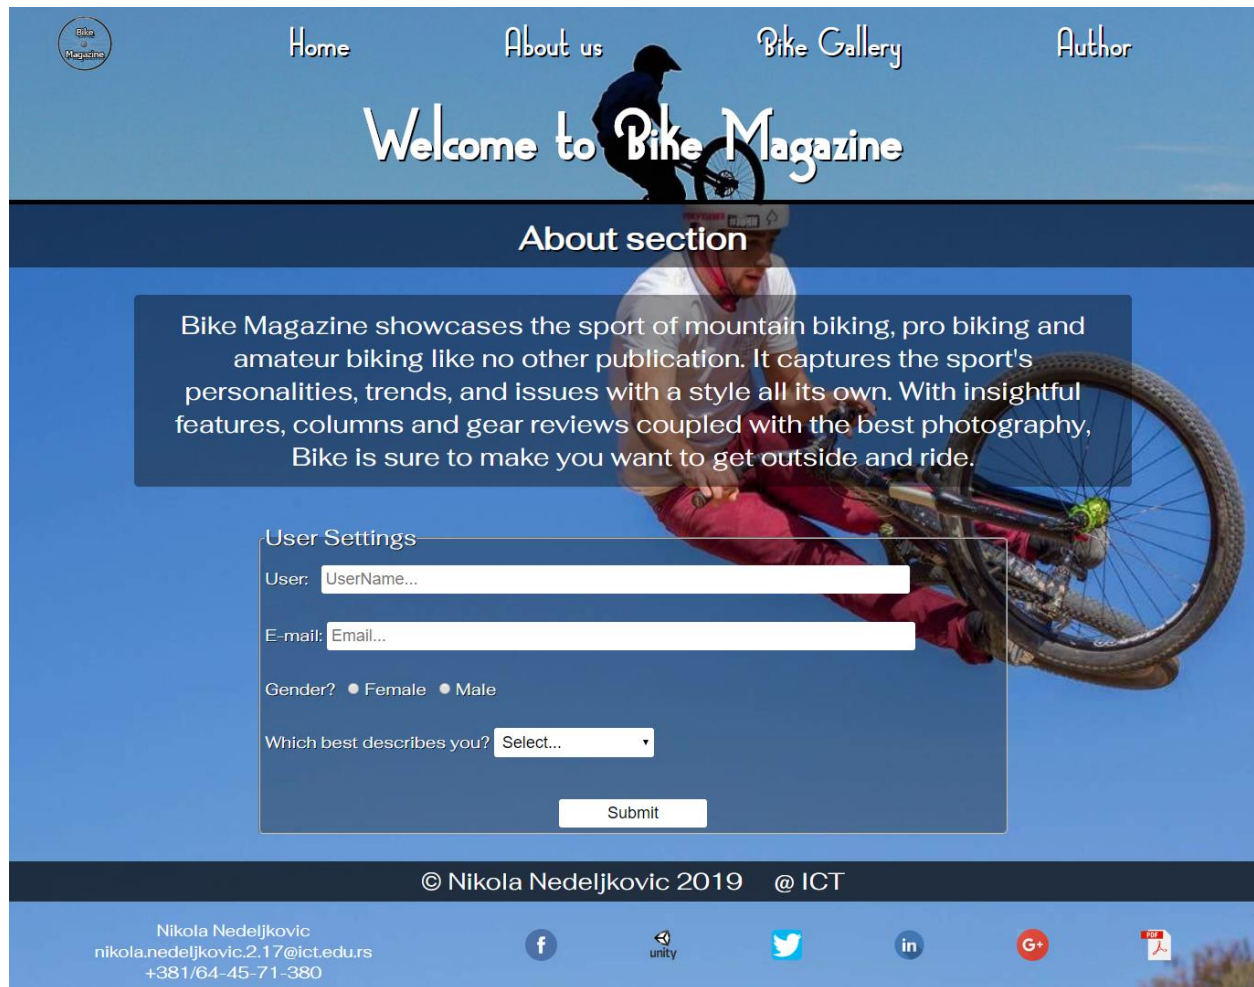 Bike
Magazine
Home
About us
Bike Gallery
Author
Welcome to Bike Magazine
About section
Bike Magazine showcases the sport of mountain biking, pro biking and
amateur biking like no other publication. It captures the sport's
personalities, trends, and issues with a style all its own. With insightful
features, columns and gear reviews coupled with the best photography,
Bike is sure to make you want to get outside and ride.
User Settings
User: UserName...
E-mail: Email...
Gender? Female Male
Which best describes you? Select...
Submit
© Nikola Nedeljkovic 2019 @ ICT
Nikola Nedeljkovic
nikola.nedeljkovic.2.17@ict.edu.rs
+381/64-45-71-380
f
unity
in
G+
PDF